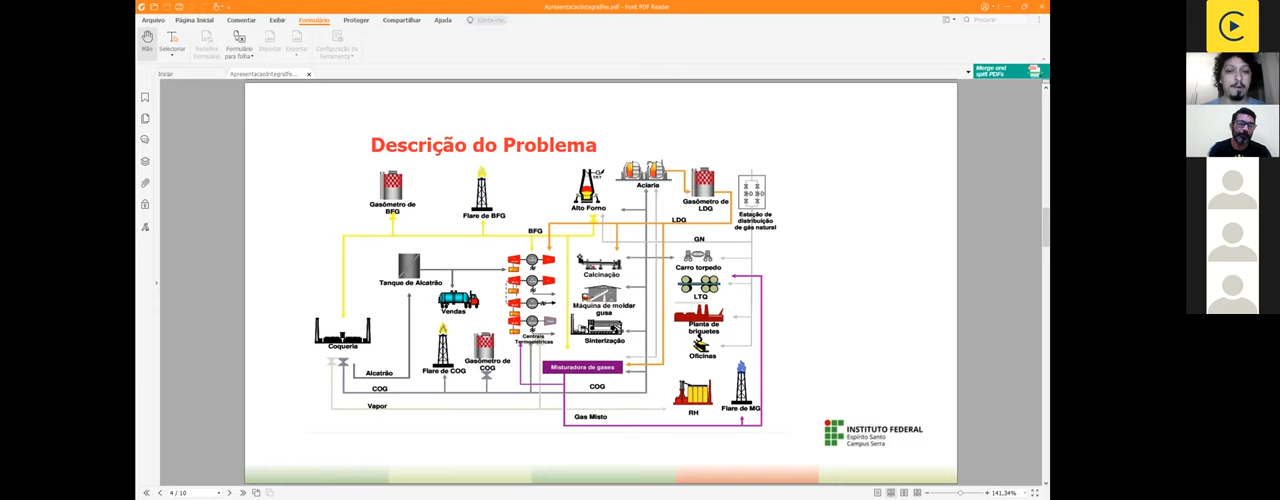 ApresentacaoIntegraIfes.pdf - Foxit PDF Reader
Arquivo
Página Inicial
Comentar
Exibir
Formulário
Proteger
Compartilhar
Ajuda
Procurar
Mão
Selecionar
Redefinir
Formulário
Formulário
para folha
Importar
Exportar
Configuração da
Ferramenta
Iniciar
ApresentacaoIntegraIfe...
Merge and
split PDFs
Descrição do Problema
Gasômetro de
BFG
Flare de BFG
Alto Forno
Aciaria
Gasômetro de
LDG
Estação de
distribuição
de gás natural
BFG
LDG
GN
Tanque de Alcatrão
Vendas
Calcinação
Carro torpedo
LTQ
Máquina de moldar
gusa
Planta de
briquetes
Sinterização
Oficinas
Centrais
Termoelétricas
Coqueria
Flare de COG
Gasômetro de
COG
Misturadora de gases
Alcatrão
COG
COG
Vapor
Gas Misto
RH
Flare de MG
INSTITUTO FEDERAL
Espírito Santo
Campus Serra
4 / 10
141,34%